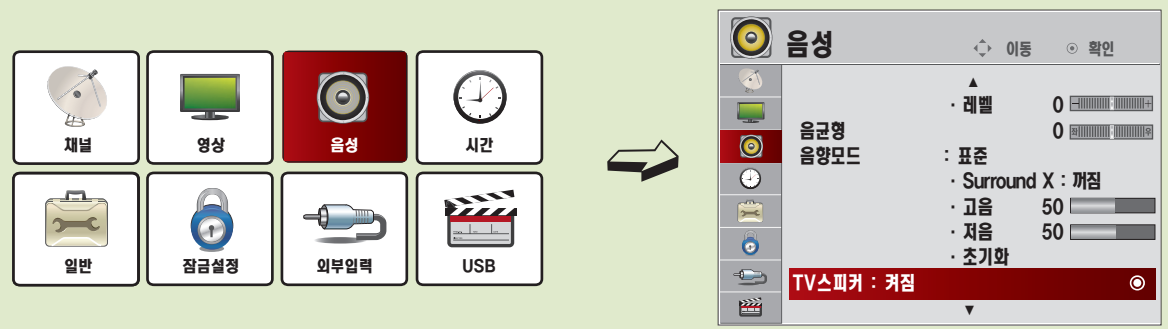 채널
영상
음성
시간
일반
잠금설정
외부입력
USB
음성
이동
확인
▲
· 레벨 0 - +
음균형 0 좌 우
음향모드 : 표준
· Surround X : 꺼짐
· 고음 50
· 저음 50
· 초기화
TV스피커 : 켜짐
▼